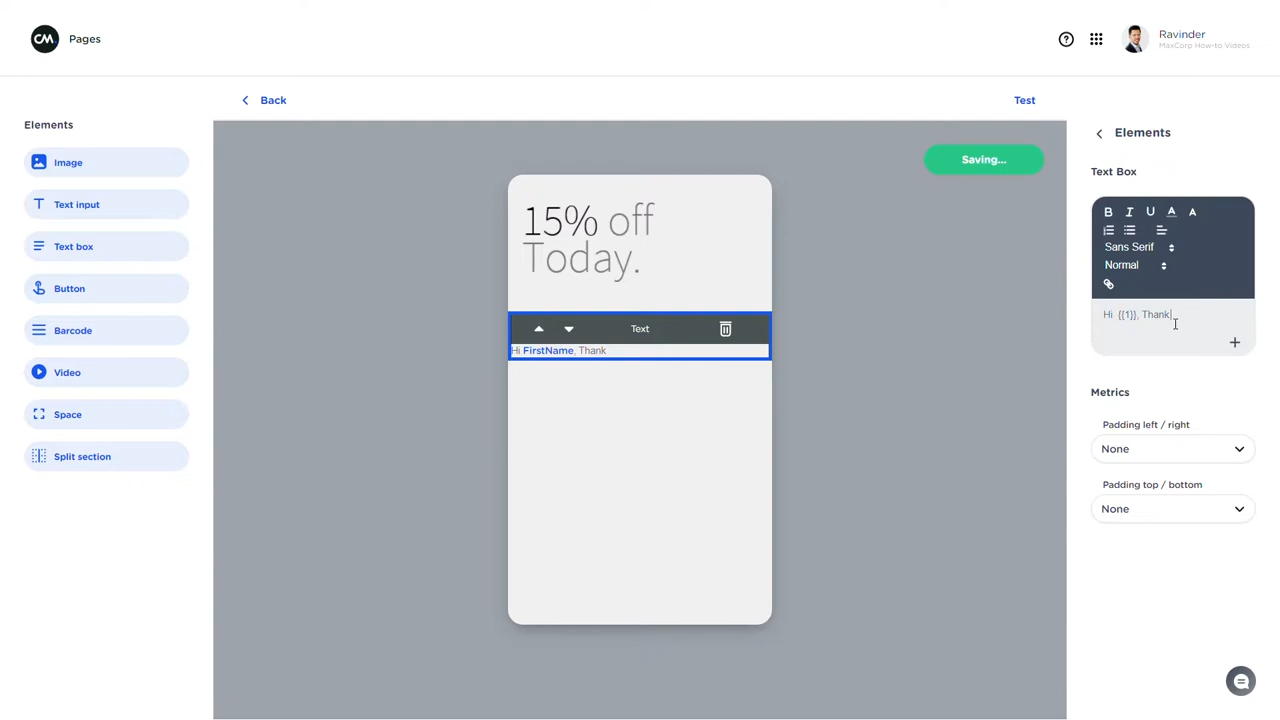 CM.
Pages
Ravinder
MaxCorp How-to Videos
Back
Test
Elements
Image
Text input
Text box
Button
Barcode
Video
Space
Split section
Saving...
15% off
Today.
Text
Hi FirstName, Thank
Elements
Text Box
B I U A A
Sans Serif
Normal
Hi {{1}}, Thank
Metrics
Padding left / right
None
Padding top / bottom
None